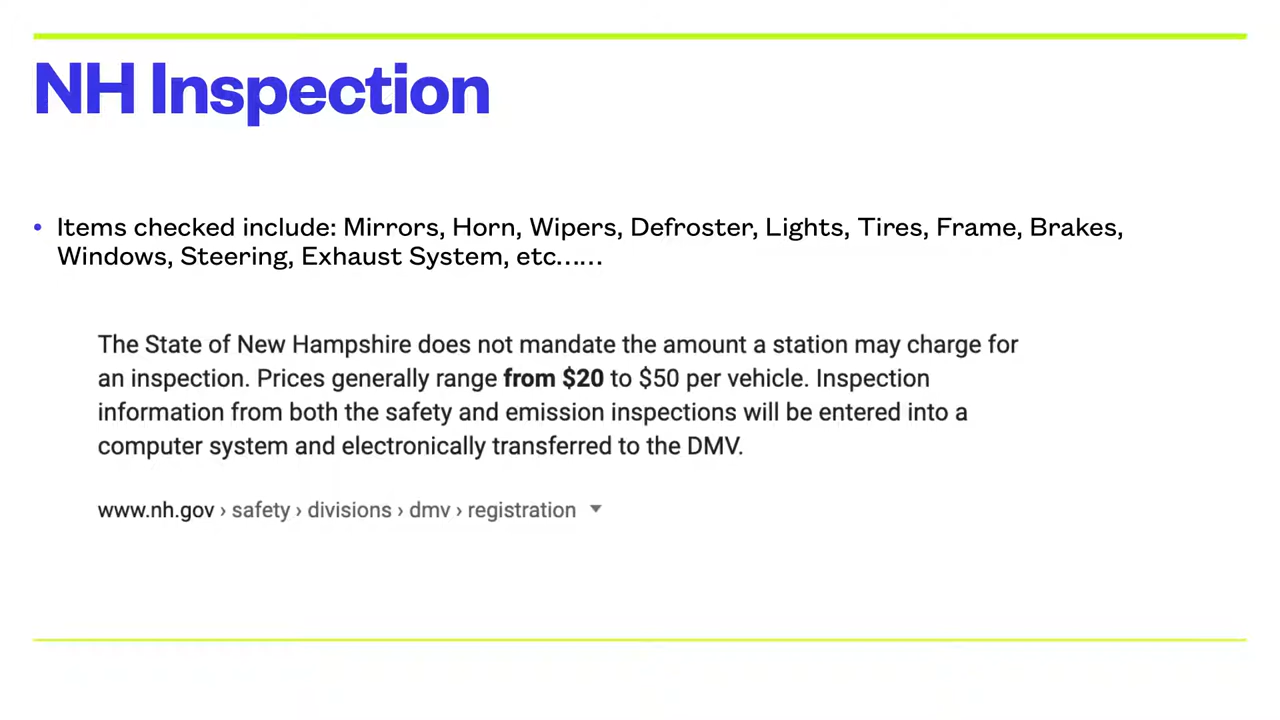 NH Inspection
• Items checked include: Mirrors, Horn, Wipers, Defroster, Lights, Tires, Frame, Brakes,
Windows, Steering, Exhaust System, etc……
The State of New Hampshire does not mandate the amount a station may charge for
an inspection. Prices generally range from $20 to $50 per vehicle. Inspection
information from both the safety and emission inspections will be entered into a
computer system and electronically transferred to the DMV.
www.nh.gov › safety › divisions › dmv › registration